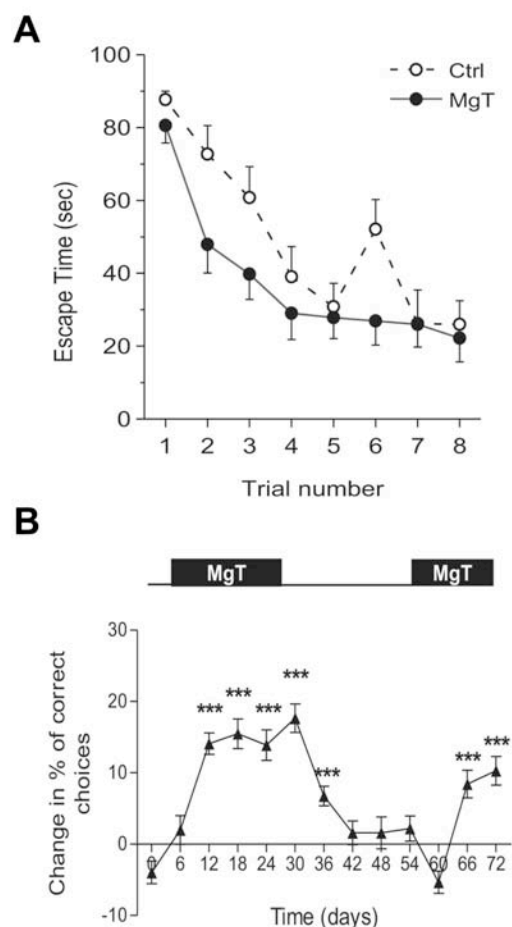 A
Ctrl
MgT
100
80
60
40
20
0
Escape Time (sec)
1 2 3 4 5 6 7 8
Trial number
B
MgT MgT
30
20
10
0
-10
Change in % of correct
choices
*** *** *** *** *** *** ***
0 6 12 18 24 30 36 42 48 54 60 66 72
Time (days)